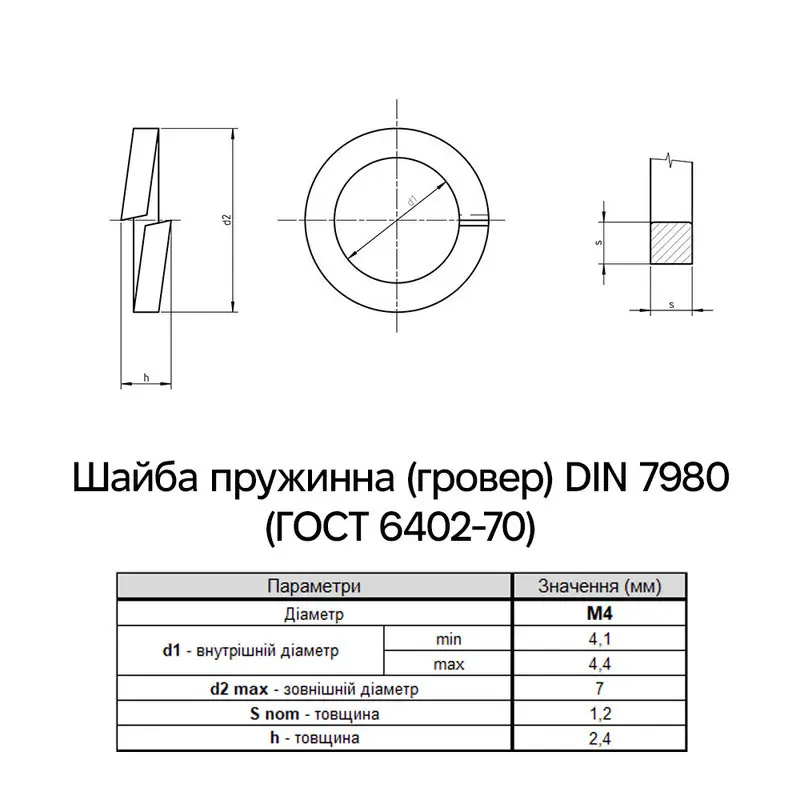 d2
d1
s
s
h
Шайба пружинна (гровер) DIN 7980
(ГОСТ 6402-70)
Параметри Значення (мм)
Діаметр М4
d1 - внутрішній діаметр min 4,1
max 4,4
d2 max - зовнішній діаметр 7
S nom - товщина 1,2
h - товщина 2,4